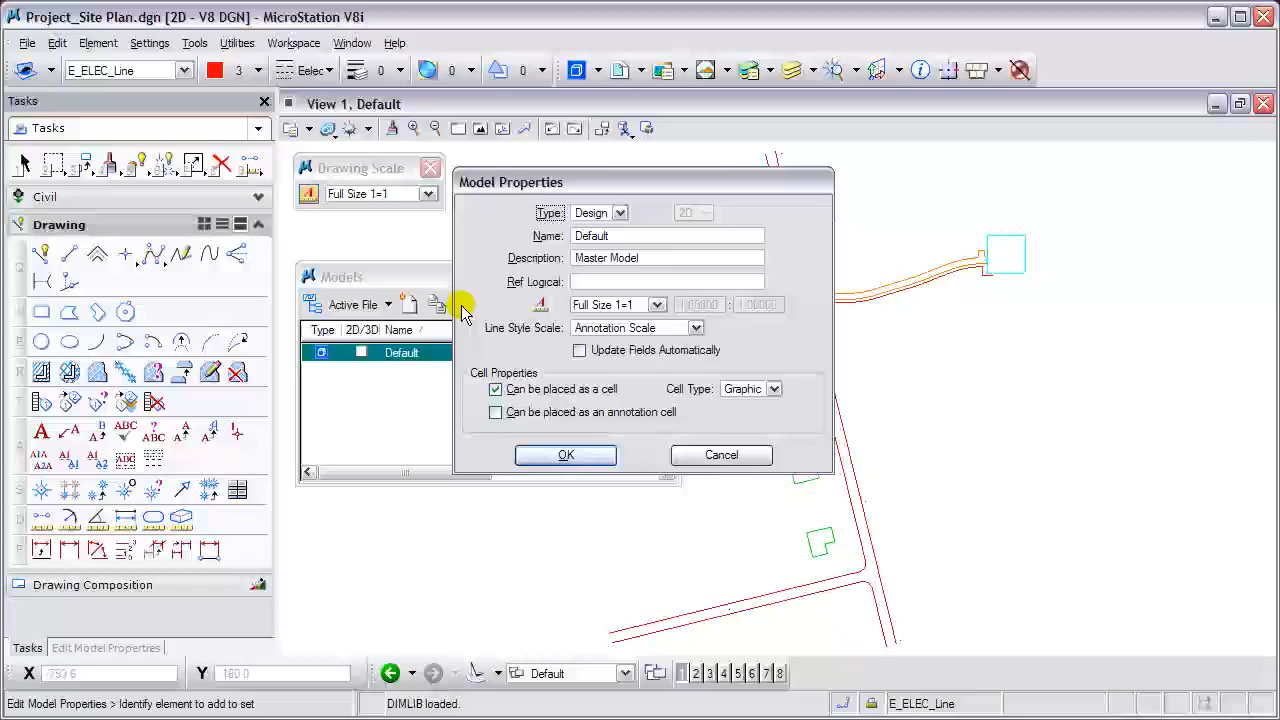 Project_Site Plan.dgn [2D - V8 DGN] - MicroStation V8i
File Edit Element Settings Tools Utilities Workspace Window Help
E_ELEC_Line 3 Eelec 0 0 0
Tasks
View 1, Default
Tasks
Drawing Scale
Full Size 1=1
Civil
Drawing
Models
Active File
Type 2D/3D Name
Default
Model Properties
Type: Design 2D
Name: Default
Description: Master Model
Ref Logical:
Full Size 1=1 1.00000 : 1.00000
Line Style Scale: Annotation Scale
Update Fields Automatically
Cell Properties
Can be placed as a cell Cell Type: Graphic
Can be placed as an annotation cell
OK Cancel
Drawing Composition
Tasks Edit Model Properties
X Y Default 1 2 3 4 5 6 7 8
Edit Model Properties > Identify element to add to set DIMLIB loaded. E_ELEC_Line